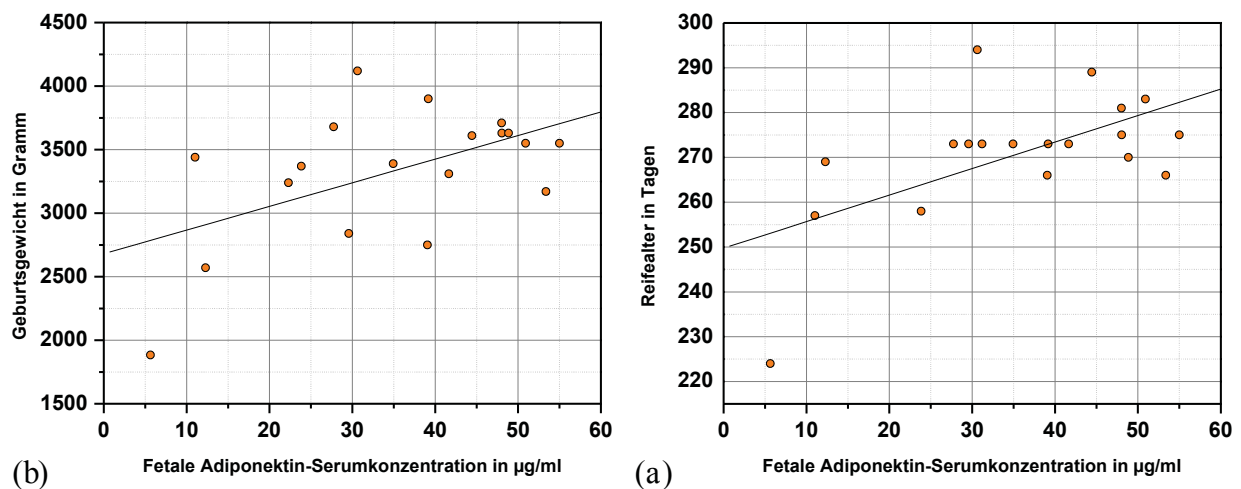 4500
4000
3500
3000
2500
2000
1500
Geburtsgewicht in Gramm
0 10 20 30 40 50 60
Fetale Adiponektin-Serumkonzentration in µg/ml
(b)
300
290
280
270
260
250
240
230
220
Reifealter in Tagen
0 10 20 30 40 50 60
Fetale Adiponektin-Serumkonzentration in µg/ml
(a)